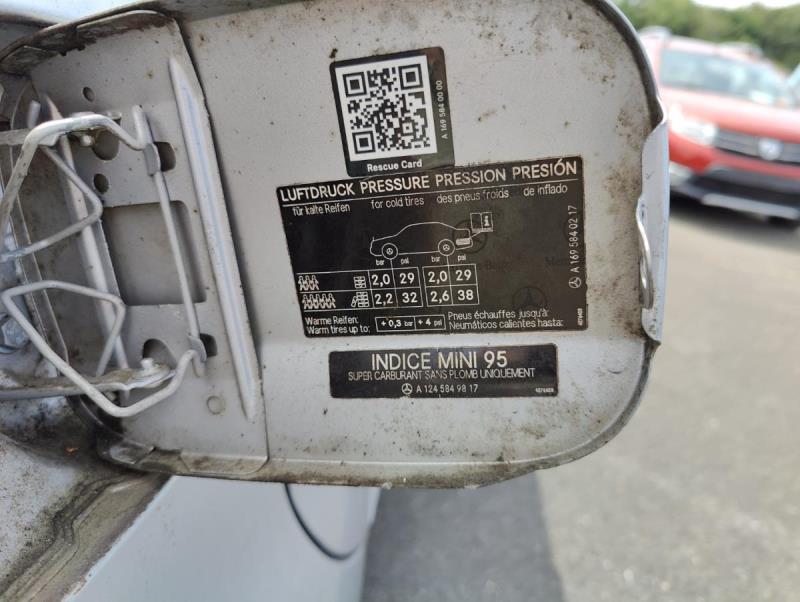 A 169 584 00 00
Rescue Card
LUFTDRUCK PRESSURE PRESSION PRESIÓN
für kalte Reifen for cold tires des pneus froids de inflado
i
bar psi bar psi
2,0 29 2,0 29
2,2 32 2,6 38
Warme Reifen: Pneus échauffes jusqu'à:
Warm tires up to: + 0,3 bar + 4 psi Neumáticos calientes hasta:
A 169 584 02 17
INDICE MINI 95
SUPER CARBURANT SANS PLOMB UNIQUEMENT
A 124 584 98 17